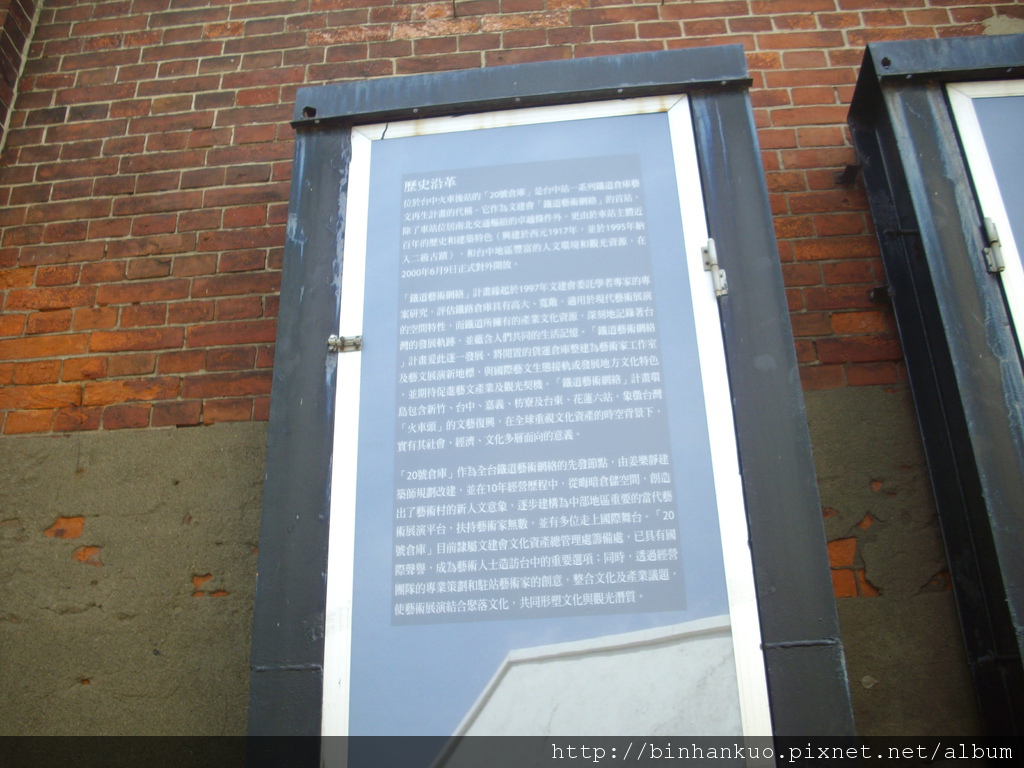 歷史沿革
位於台中火車後站的「20號倉庫」是台中站一系列鐵道倉庫藝
文再生計畫的代稱，它作為文建會「鐵道藝術網絡」的首站，
除了車站位居南北交通樞紐的卓越條件外，更由於車站主體近
百年的歷史和建築特色（興建於西元1917年，並於1995年納
入二級古蹟），和台中地區豐富的人文環境和觀光資源，在
2000年6月9日正式對外開放。
「鐵道藝術網絡」計畫緣起於1997年文建會委託學者專家的專
案研究，評估鐵路倉庫具有高大、寬敞、適用於現代藝術展演
的空間特性，而鐵道所擁有的產業文化資源，深刻地記錄著台
灣的發展軌跡，並蘊含人們共同的生活記憶。「鐵道藝術網絡
」計畫爰此逐一發展，將閒置的貨運倉庫整建為藝術家工作室
及藝文展演新地標，與國際藝文生態接軌或發展地方文化特色
，並期待促進藝文產業及觀光契機。「鐵道藝術網絡」計畫環
島包含新竹、台中、嘉義、枋寮及台東、花蓮六站，象徵台灣
「火車頭」的文藝復興，在全球重視文化資產的時空背景下，
實有其社會、經濟、文化多層面向的意義。
「20號倉庫」作為全台鐵道藝術網絡的先發節點，由姜樂靜建
築師規劃改建，並在10年經營歷程中，從晦暗倉儲空間，創造
出了藝術村的新人文意象，逐步建構為中部地區重要的當代藝
術展演平台，扶持藝術家無數，並有多位走上國際舞台。「20
號倉庫」目前隸屬文建會文化資產總管理處籌備處，已具有國
際聲譽，成為藝術人士造訪台中的重要選項；同時，透過經營
團隊的專業策劃和駐站藝術家的創意，整合文化及產業議題，
使藝術展演結合聚落文化，共同形塑文化與觀光潛質。
http://binhankuo.pixnet.net/album